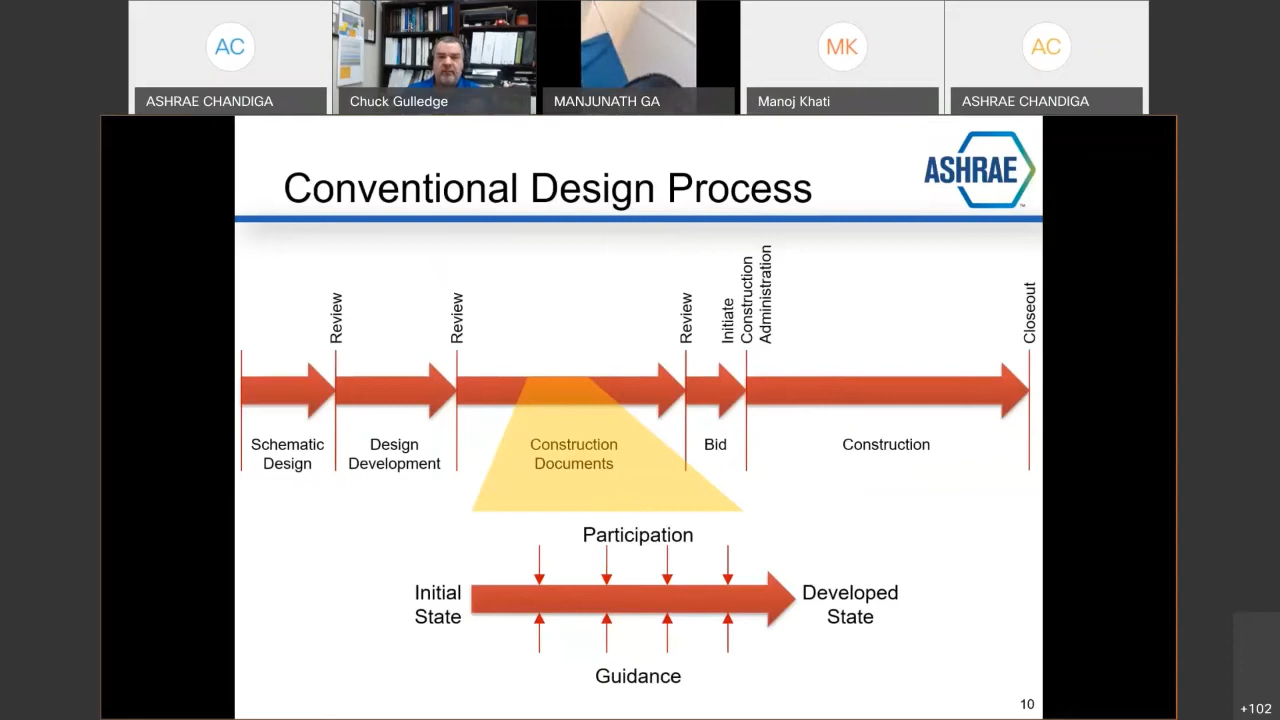 AC
MK
AC
ASHRAE CHANDIGA
Chuck Gulledge
MANJUNATH GA
Manoj Khati
ASHRAE CHANDIGA
ASHRAE
™
Conventional Design Process
Review
Review
Review
Initiate
Construction
Administration
Closeout
Schematic
Design
Design
Development
Construction
Documents
Bid
Construction
Participation
Initial
State
Developed
State
Guidance
10
+102